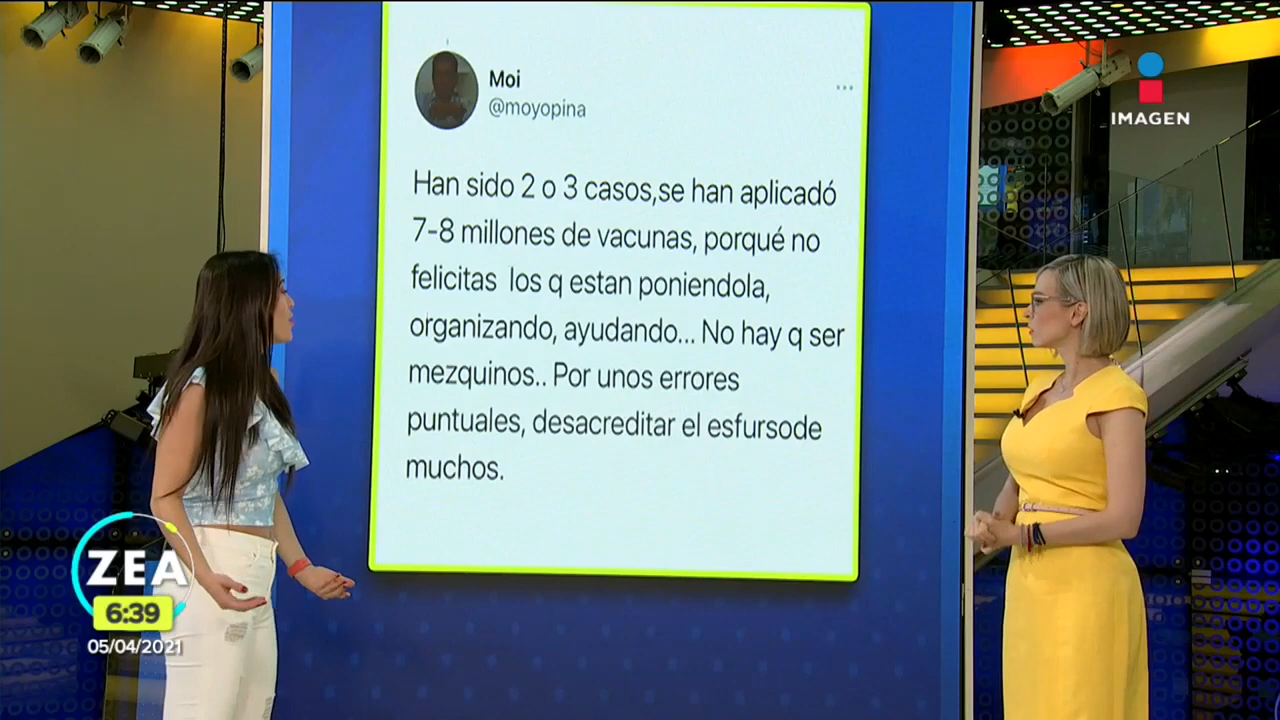 Moi
@moyopina
Han sido 2 o 3 casos,se han aplicadó
7-8 millones de vacunas, porqué no
felicitas  los q estan poniendola,
organizando, ayudando... No hay q ser
mezquinos.. Por unos errores
puntuales, desacreditar el esfursode
muchos.
IMAGEN
ZEA
6:39
05/04/2021